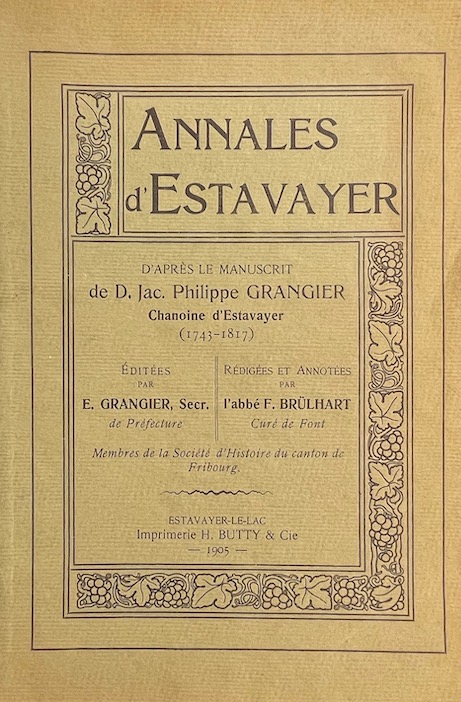 ANNALES
d'ESTAVAYER
D'APRÈS LE MANUSCRIT
de D. Jac. Philippe GRANGIER
Chanoine d'Estavayer
(1743-1817)
ÉDITÉES
PAR
E. GRANGIER, Secr.
de Préfecture
RÉDIGÉES ET ANNOTÉES
PAR
l'abbé F. BRÜLHART
Curé de Font
Membres de la Société d'Histoire du canton de
Fribourg.
ESTAVAYER-LE-LAC
Imprimerie H. BUTTY & Cie
— 1905 —